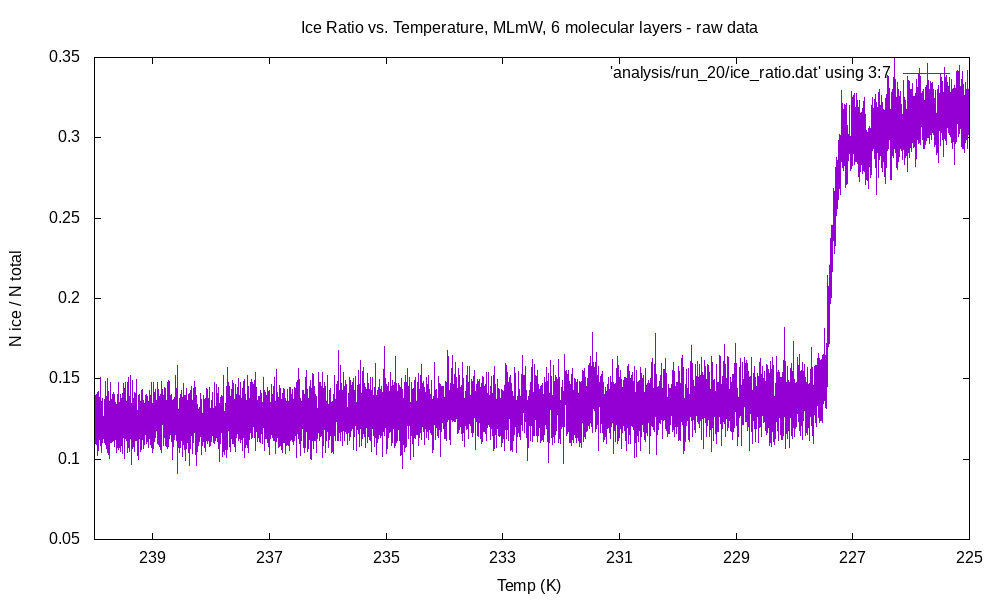 Ice Ratio vs. Temperature, MLmW, 6 molecular layers - raw data
'analysis/run_20/ice_ratio.dat' using 3:7
0.35
0.3
0.25
0.2
0.15
0.1
0.05
N ice / N total
239 237 235 233 231 229 227 225
Temp (K)